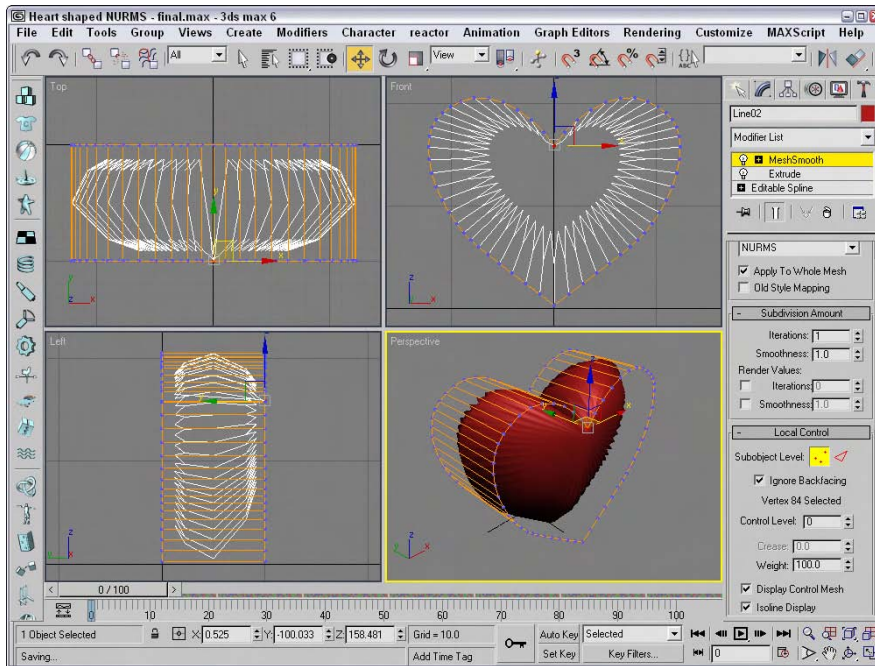 Heart shaped NURMS - final.max - 3ds max 6
File Edit Tools Group Views Create Modifiers Character reactor Animation Graph Editors Rendering Customize MAXScript Help
All
View
3
%
ABC
Top
Front
y
x
z
Line02
Modifier List
MeshSmooth
Extrude
Editable Spline
NURMS
Apply To Whole Mesh
Old Style Mapping
- Subdivision Amount
Iterations: 1
Smoothness: 1.0
Render Values:
Iterations: 0
Smoothness: 1.0
Left
Perspective
- Local Control
Subobject Level:
Ignore Backfacing
Vertex 84 Selected
Control Level: 0
Crease: 0.0
Weight: 100.0
Display Control Mesh
Isoline Display
< 0 / 100 >
0 10 20 30 40 50 60 70 80 90 100
1 Object Selected X: 0.525 Y: -100.033 Z: 158.481 Grid = 10.0 Auto Key Selected
Saving... Add Time Tag Set Key Key Filters... 0